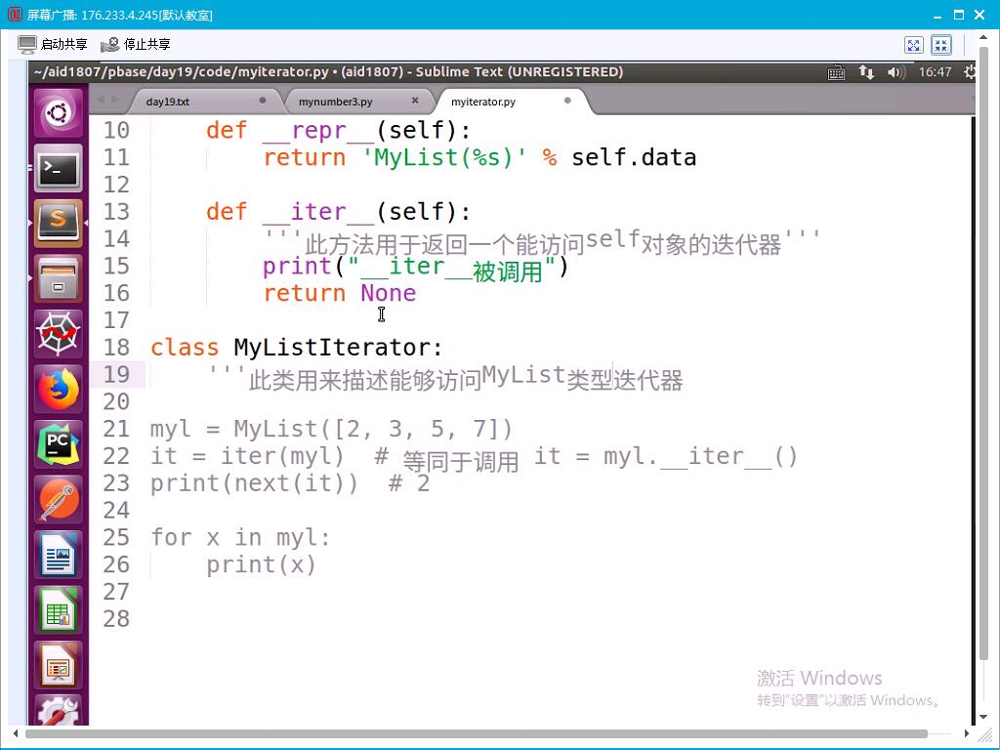 屏幕广播: 176.233.4.245[默认教室]
启动共享 停止共享
~/aid1807/pbase/day19/code/myiterator.py • (aid1807) - Sublime Text (UNREGISTERED) 16:47
day19.txt mynumber3.py myiterator.py
10 def __repr__(self):
11 return 'MyList(%s)' % self.data
12
13 def __iter__(self):
14 '''此方法用于返回一个能访问self对象的迭代器'''
15 print("__iter__被调用")
16 return None
17
18 class MyListIterator:
19 '''此类用来描述能够访问MyList类型迭代器
20
21 myl = MyList([2, 3, 5, 7])
22 it = iter(myl) # 等同于调用 it = myl.__iter__()
23 print(next(it)) # 2
24
25 for x in myl:
26 print(x)
27
28
PC
激活 Windows
转到"设置"以激活 Windows。